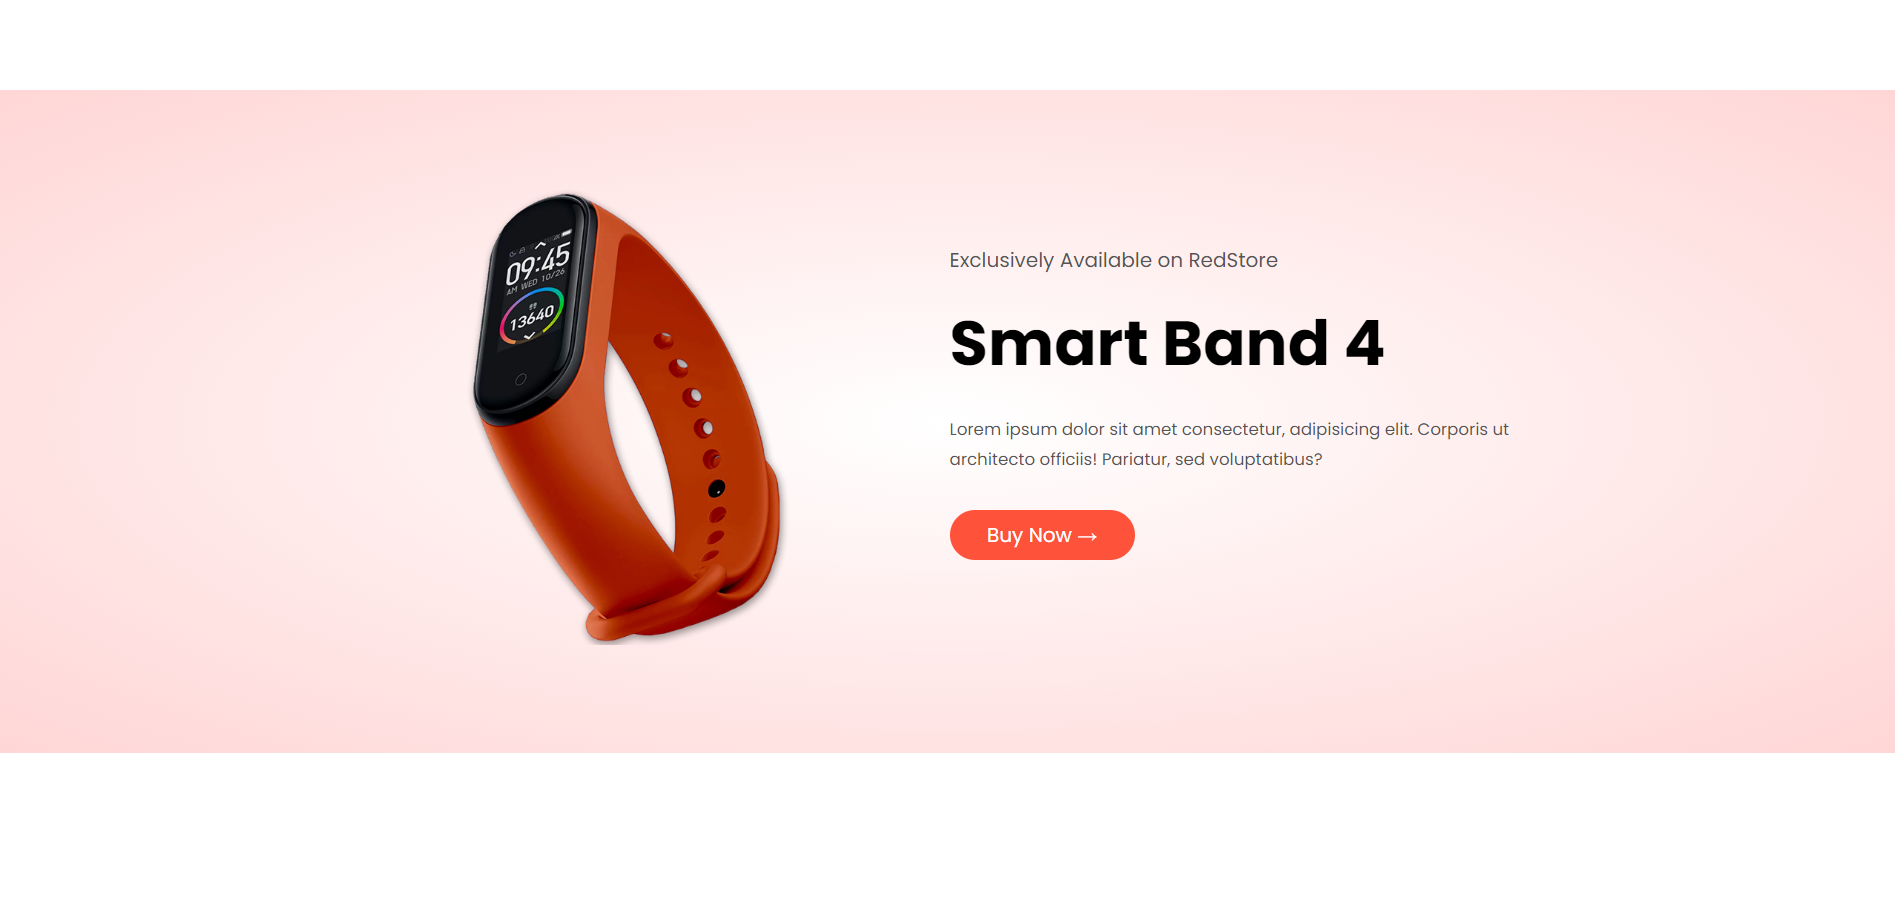 09:45
AM WED 10/26
13640
Exclusively Available on RedStore
Smart Band 4
Lorem ipsum dolor sit amet consectetur, adipisicing elit. Corporis ut
architecto officiis! Pariatur, sed voluptatibus?
Buy Now →